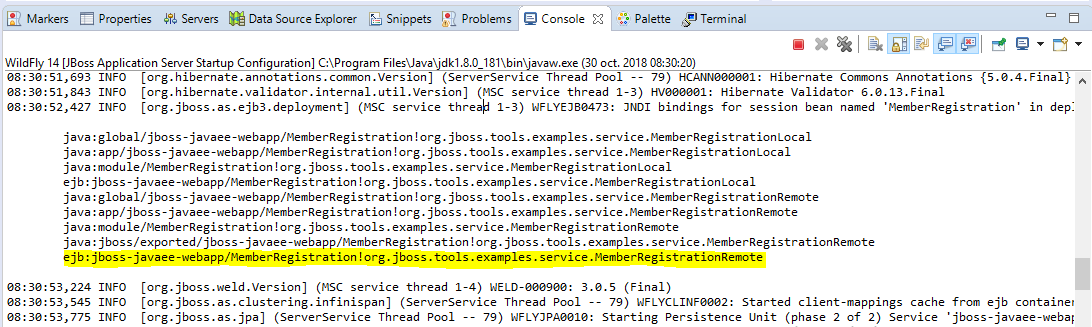 Markers Properties Servers Data Source Explorer Snippets Problems Console Palette Terminal
WildFly 14 [JBoss Application Server Startup Configuration] C:\Program Files\Java\jdk1.8.0_181\bin\javaw.exe (30 oct. 2018 08:30:20)
08:30:51,693 INFO  [org.hibernate.annotations.common.Version] (ServerService Thread Pool -- 79) HCANN000001: Hibernate Commons Annotations {5.0.4.Final}
08:30:51,843 INFO  [org.hibernate.validator.internal.util.Version] (MSC service thread 1-3) HV000001: Hibernate Validator 6.0.13.Final
08:30:52,427 INFO  [org.jboss.as.ejb3.deployment] (MSC service thread 1-3) WFLYEJB0473: JNDI bindings for session bean named 'MemberRegistration' in depl
java:global/jboss-javaee-webapp/MemberRegistration!org.jboss.tools.examples.service.MemberRegistrationLocal
java:app/jboss-javaee-webapp/MemberRegistration!org.jboss.tools.examples.service.MemberRegistrationLocal
java:module/MemberRegistration!org.jboss.tools.examples.service.MemberRegistrationLocal
ejb:jboss-javaee-webapp/MemberRegistration!org.jboss.tools.examples.service.MemberRegistrationLocal
java:global/jboss-javaee-webapp/MemberRegistration!org.jboss.tools.examples.service.MemberRegistrationRemote
java:app/jboss-javaee-webapp/MemberRegistration!org.jboss.tools.examples.service.MemberRegistrationRemote
java:module/MemberRegistration!org.jboss.tools.examples.service.MemberRegistrationRemote
java:jboss/exported/jboss-javaee-webapp/MemberRegistration!org.jboss.tools.examples.service.MemberRegistrationRemote
ejb:jboss-javaee-webapp/MemberRegistration!org.jboss.tools.examples.service.MemberRegistrationRemote
08:30:53,224 INFO  [org.jboss.weld.Version] (MSC service thread 1-4) WELD-000900: 3.0.5 (Final)
08:30:53,545 INFO  [org.jboss.as.clustering.infinispan] (ServerService Thread Pool -- 79) WFLYCLINF0002: Started client-mappings cache from ejb container
08:30:53,775 INFO  [org.jboss.as.jpa] (ServerService Thread Pool -- 79) WFLYJPA0010: Starting Persistence Unit (phase 2 of 2) Service 'jboss-javaee-webap